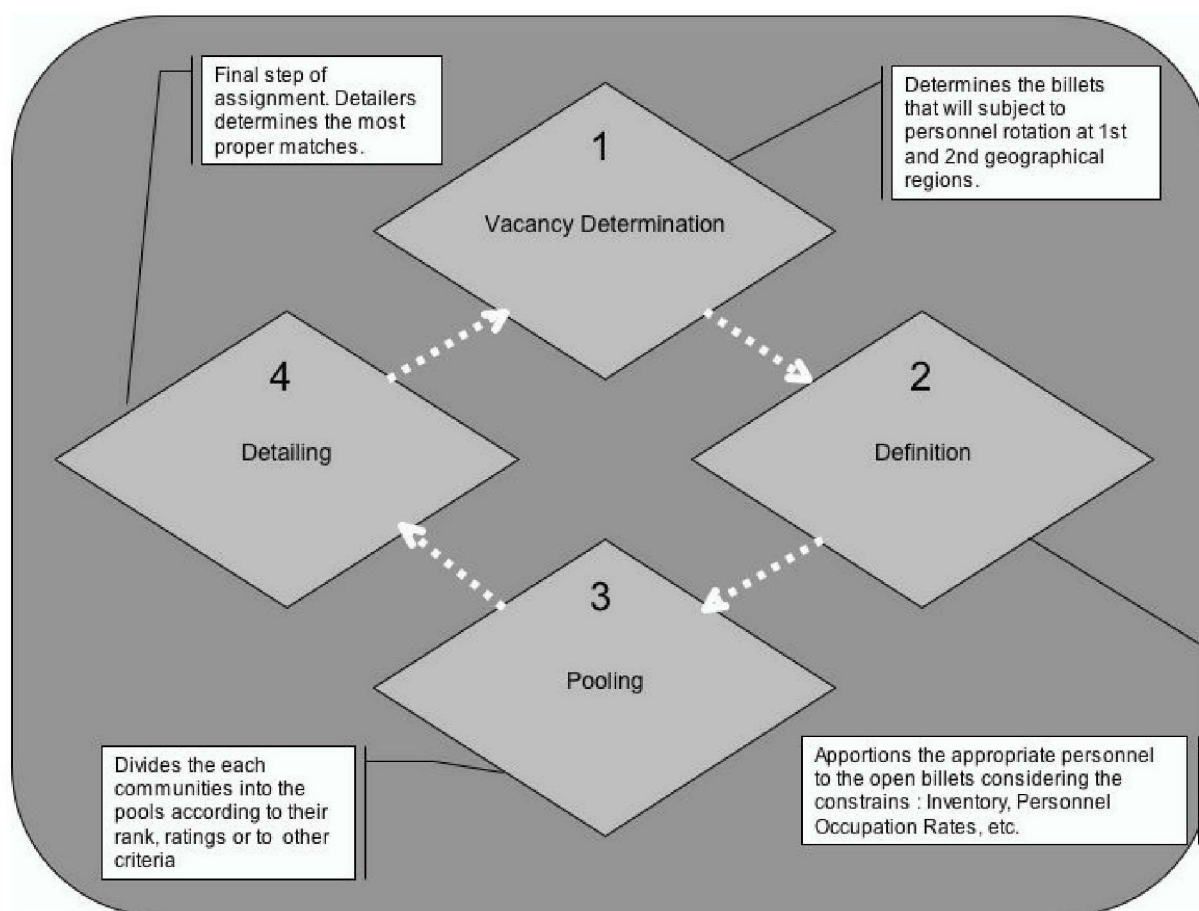 Final step of
assignment. Detailers
determines the most
proper matches.
Determines the billets
that will subject to
personnel rotation at 1st
and 2nd geographical
regions.
1
Vacancy Determination
4
Detailing
2
Definition
3
Pooling
Divides the each
communities into the
pools according to their
rank, ratings or to other
criteria
Apportions the appropriate personnel
to the open billets considering the
constrains : Inventory, Personnel
Occupation Rates, etc.